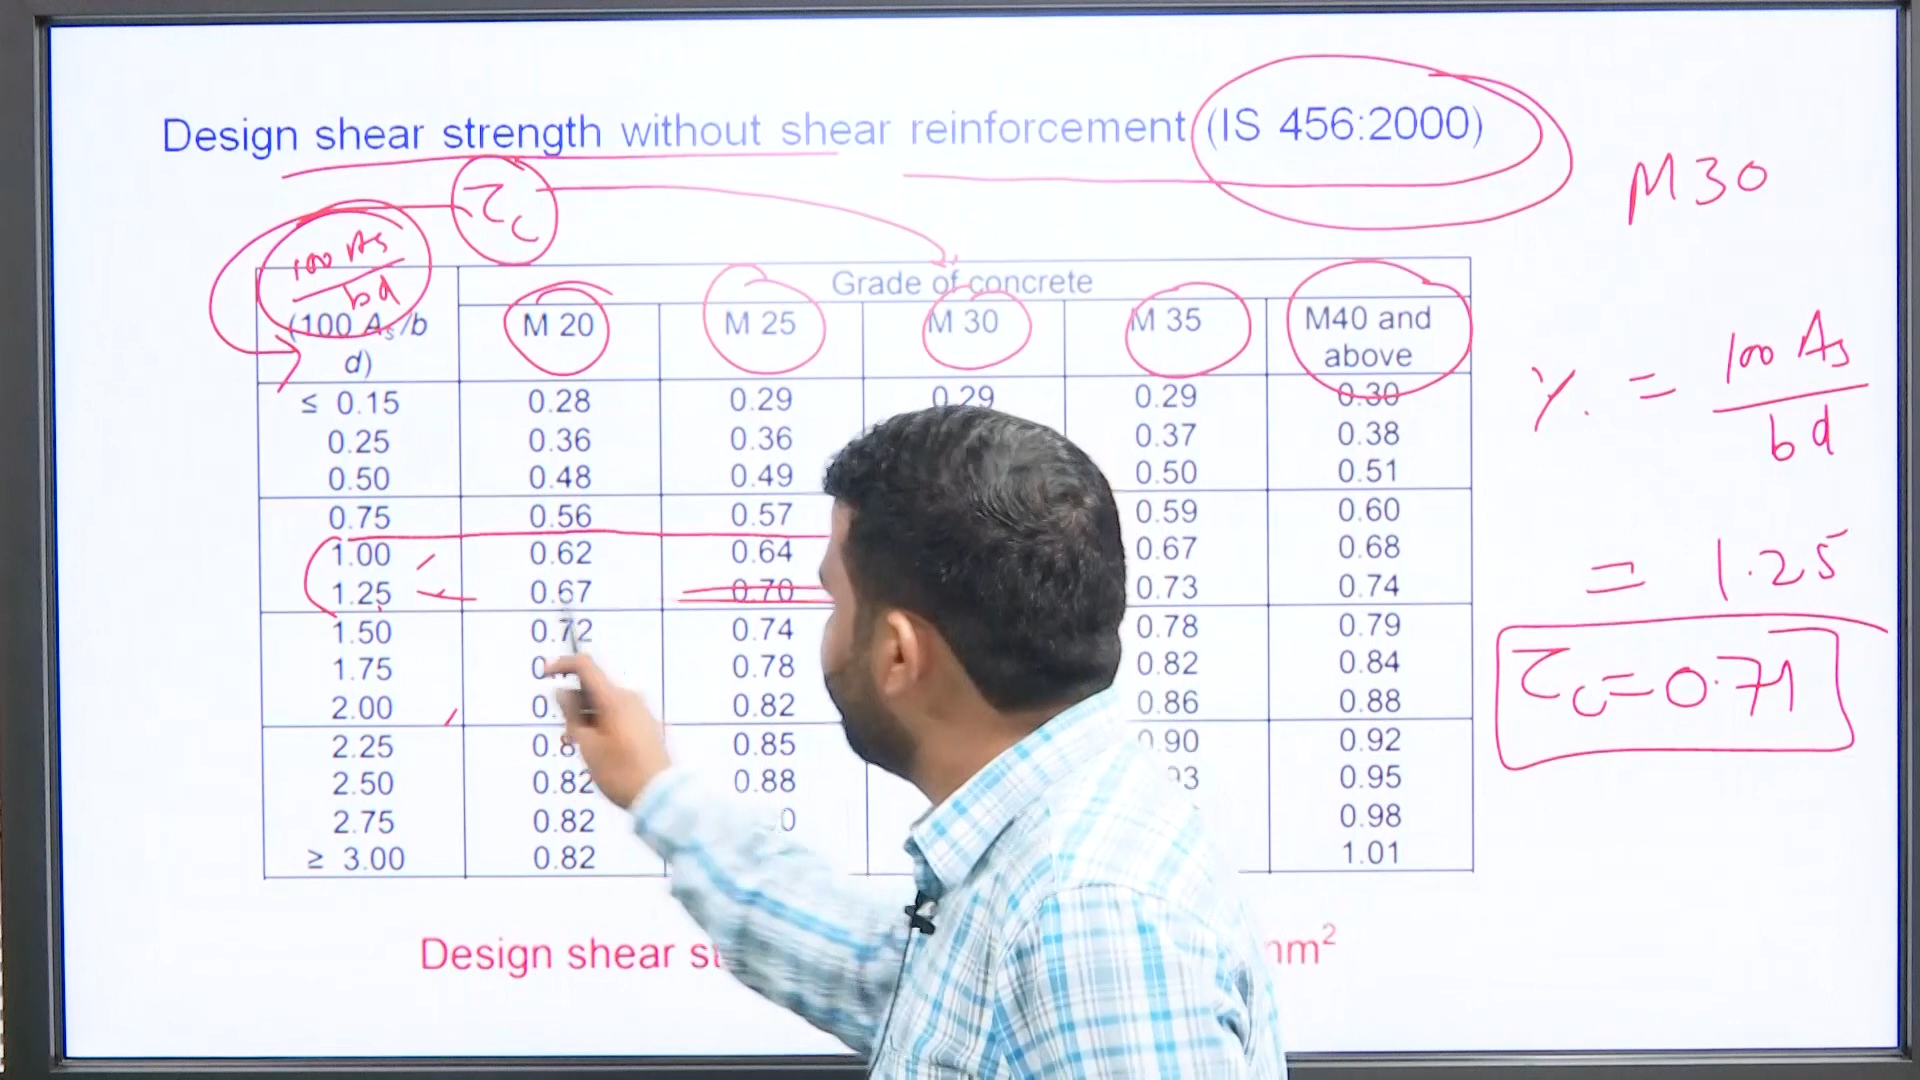 Design shear strength without shear reinforcement (IS 456:2000)
M30
τc
100 As
bd
Grade of concrete
(100 As /b d) M 20 M 25 M 30 M 35 M40 and above
≤ 0.15 0.28 0.29 0.29 0.29 0.30
0.25 0.36 0.36 0.37 0.38
0.50 0.48 0.49 0.50 0.51
0.75 0.56 0.57 0.59 0.60
1.00 0.62 0.64 0.67 0.68
1.25 0.67 0.70 0.73 0.74
1.50 0.72 0.74 0.78 0.79
1.75 0.78 0.82 0.84
2.00 0.82 0.86 0.88
2.25 0.85 0.90 0.92
2.50 0.82 0.88 0.95
2.75 0.82 0.98
≥ 3.00 0.82 1.01
% = 100 As
bd
= 1.25
τc = 0.71
Design shear